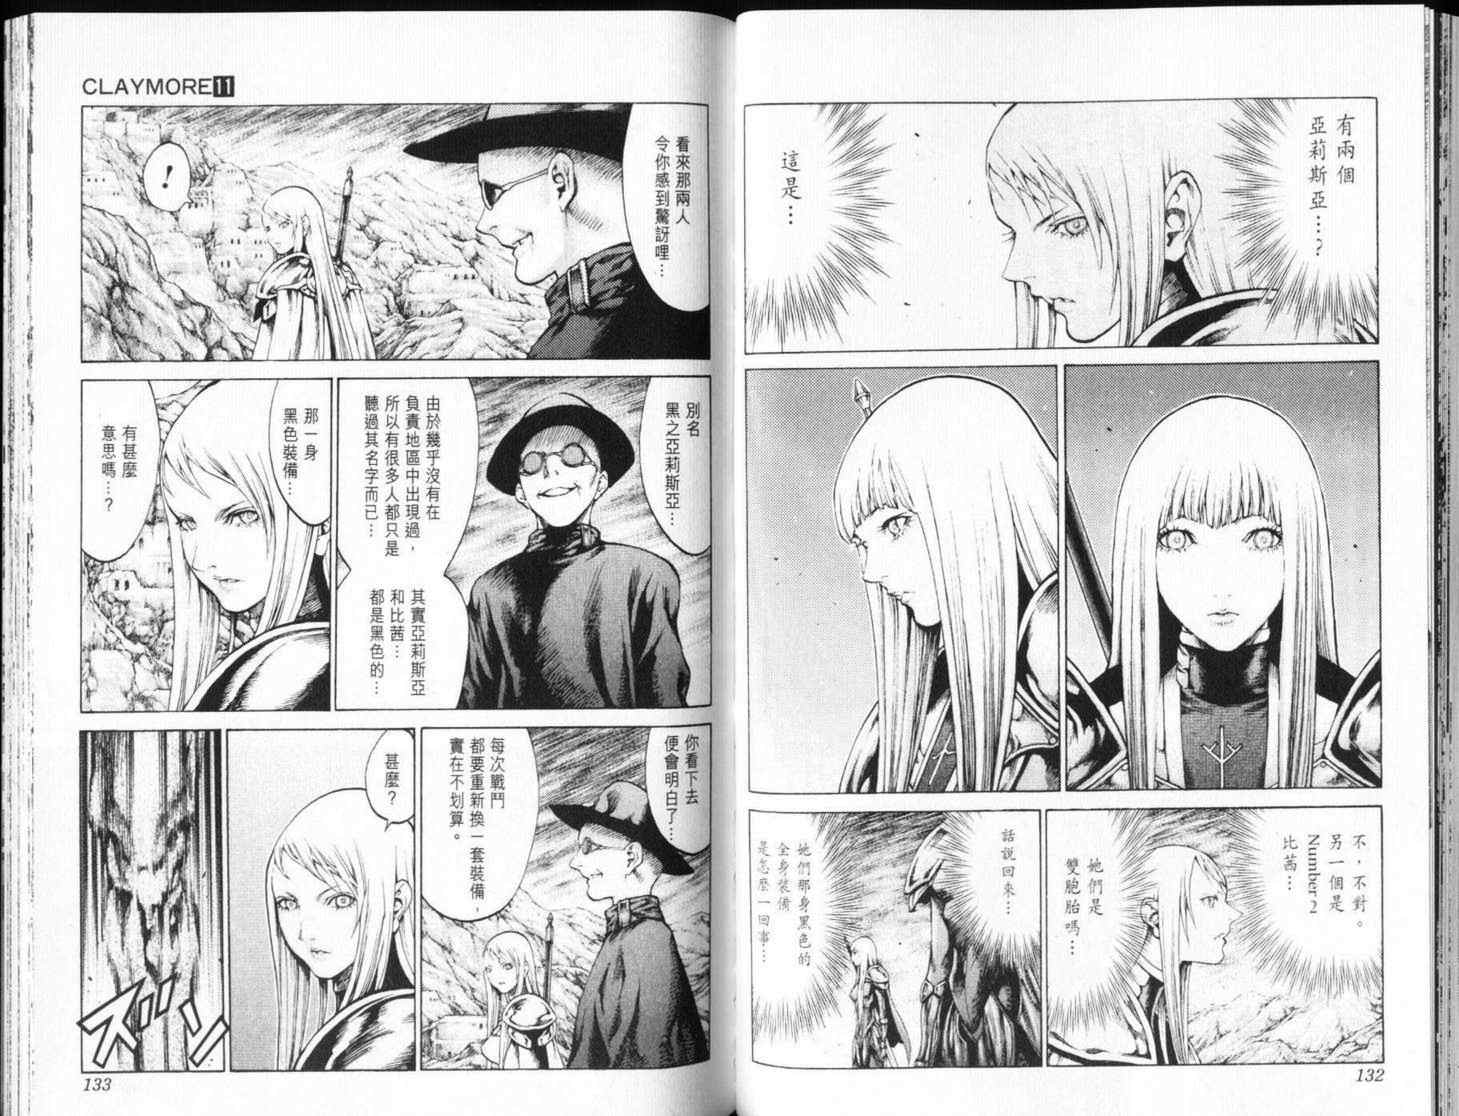 有兩個
亞莉斯亞…?
這是…
不，不對。
另一個是
Number 2
比茜…
她們是
雙胞胎嗎…
話說回來…
她們那身黑色的
全身裝備
是怎麼一回事…
132
CLAYMORE 11
看來那兩人
令你感到驚訝哩…
!
別名
黑之亞莉斯亞…
由於幾乎沒有在
負責地區中出現過，
所以有很多人都只是
聽過其名字而已…
其實亞莉斯亞
和比茜…
都是黑色的…
那一身
黑色裝備…
有甚麼
意思嗎…?
你看下去
便會明白了…
每次戰鬥
都要重新換一套裝備，
實在不划算。
甚麼?
ズズン
133